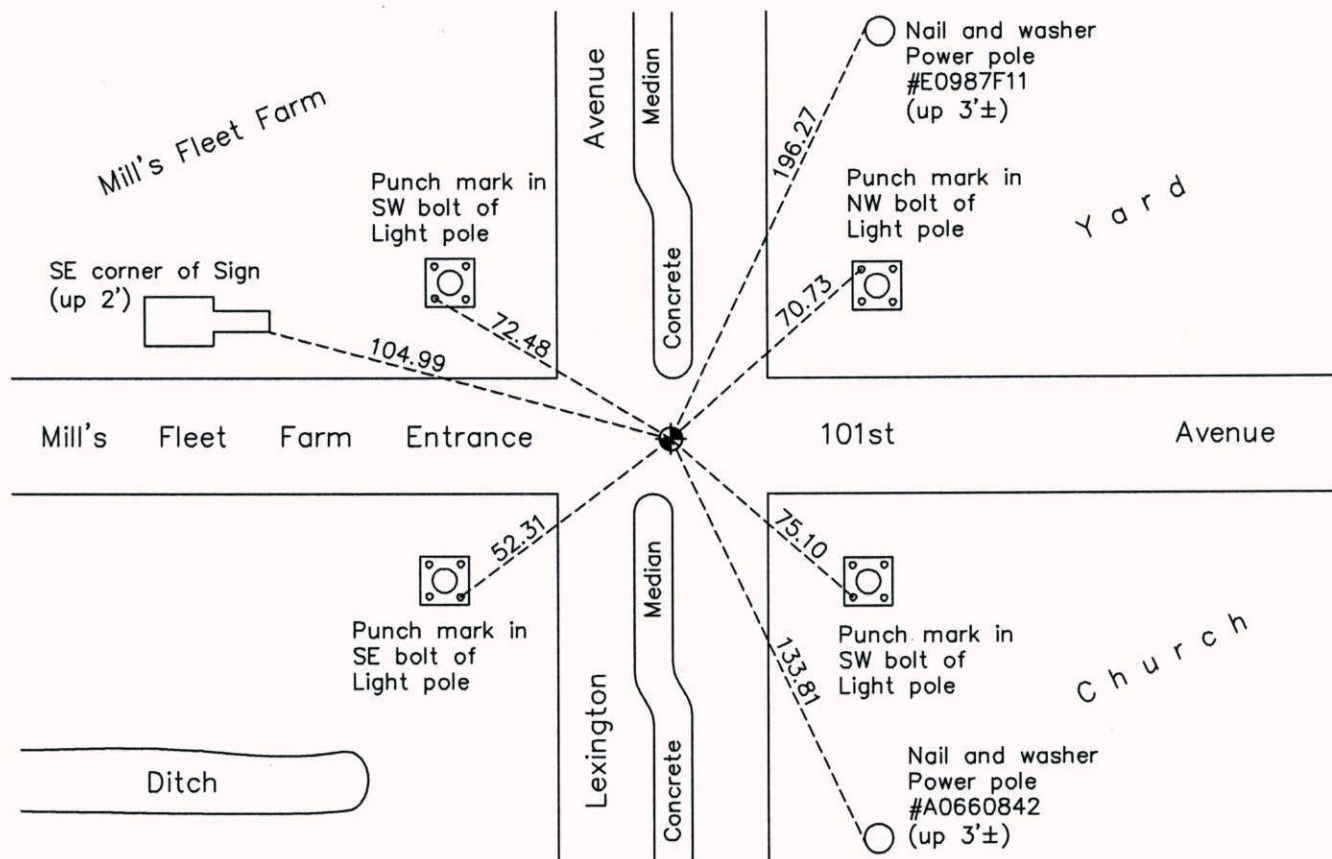 Nail and washer
Power pole
#E0987F11
(up 3'±)
Mill's Fleet Farm
Avenue
Median
Concrete
196.27
Punch mark in
SW bolt of
Light pole
Punch mark in
NW bolt of
Light pole
Yard
SE corner of Sign
(up 2')
72.48
70.73
104.99
Mill's Fleet Farm Entrance
101st Avenue
52.31
75.10
Median
Concrete
Punch mark in
SE bolt of
Light pole
Punch mark in
SW bolt of
Light pole
133.81
Church
Lexington
Ditch
Nail and washer
Power pole
#A0660842
(up 3'±)